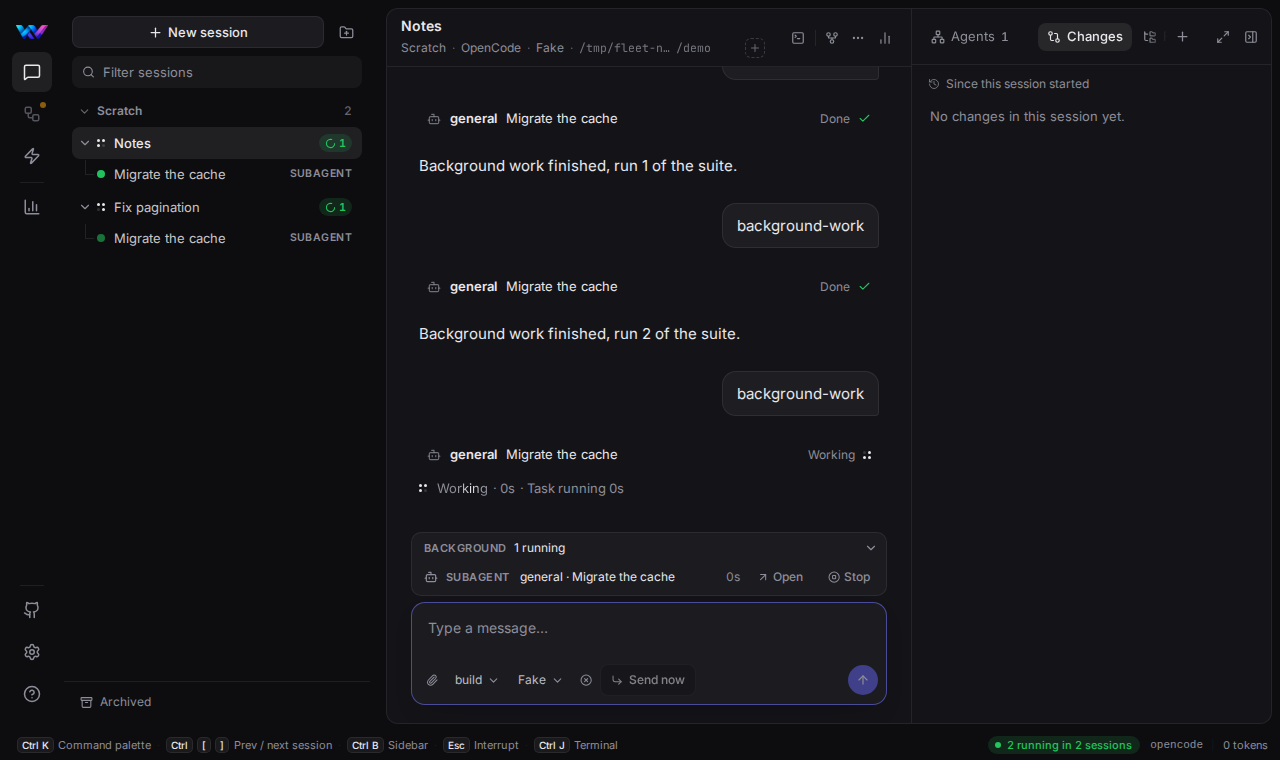 New session
Filter sessions
Scratch 2
Notes 1
Migrate the cache SUBAGENT
Fix pagination 1
Migrate the cache SUBAGENT
Archived
Notes
Scratch · OpenCode · Fake · /tmp/fleet-n… /demo
general Migrate the cache Done
Background work finished, run 1 of the suite.
background-work
general Migrate the cache Done
Background work finished, run 2 of the suite.
background-work
general Migrate the cache Working
Working · 0s · Task running 0s
BACKGROUND 1 running
SUBAGENT general · Migrate the cache 0s Open Stop
Type a message...
build Fake Send now
Agents 1 Changes
Since this session started
No changes in this session yet.
Ctrl K Command palette Ctrl [ ] Prev / next session Ctrl B Sidebar Esc Interrupt Ctrl J Terminal
2 running in 2 sessions opencode 0 tokens